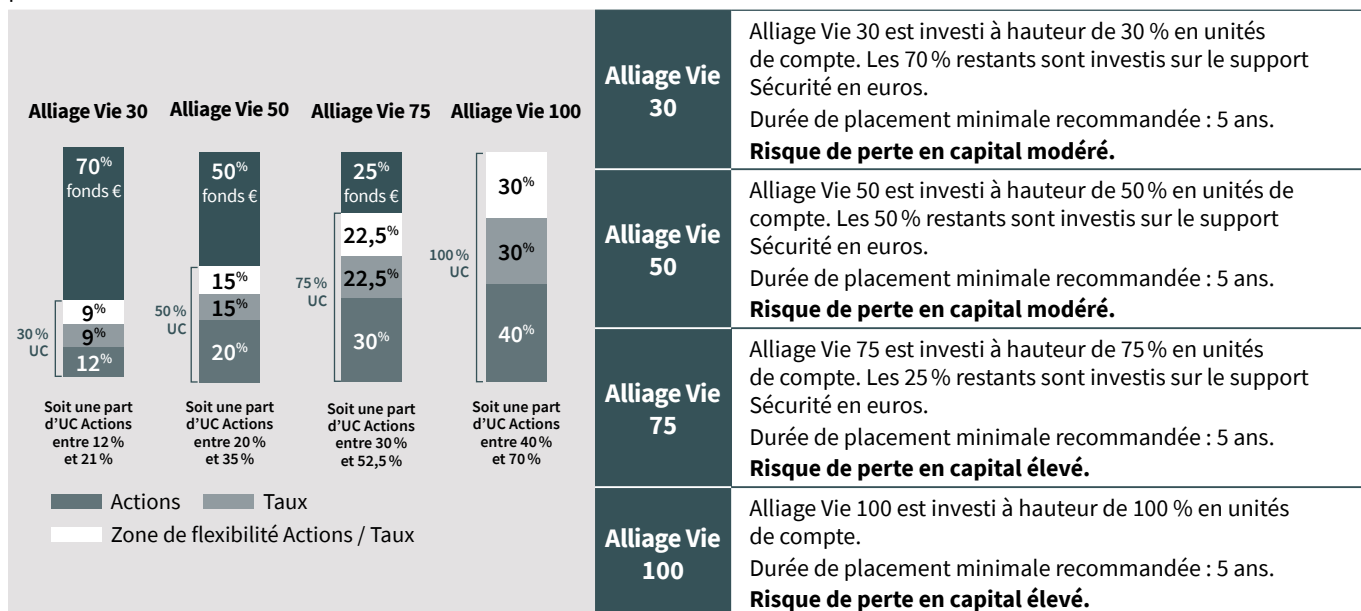 Alliage Vie 30
Alliage Vie 50
Alliage Vie 75
Alliage Vie 100
70%
fonds €
9%
9%
12%
30 %
UC
50%
fonds €
15%
15%
20%
50 %
UC
25%
fonds €
22,5%
22,5%
30%
75 %
UC
30%
30%
40%
100 %
UC
Soit une part
d’UC Actions
entre 12 %
et 21 %
Soit une part
d’UC Actions
entre 20 %
et 35 %
Soit une part
d’UC Actions
entre 30 %
et 52,5 %
Soit une part
d’UC Actions
entre 40 %
et 70 %
Actions
Taux
Zone de flexibilité Actions / Taux
Alliage Vie
30
Alliage Vie 30 est investi à hauteur de 30 % en unités
de compte. Les 70 % restants sont investis sur le support
Sécurité en euros.
Durée de placement minimale recommandée : 5 ans.
Risque de perte en capital modéré.
Alliage Vie
50
Alliage Vie 50 est investi à hauteur de 50 % en unités de
compte. Les 50 % restants sont investis sur le support
Sécurité en euros.
Durée de placement minimale recommandée : 5 ans.
Risque de perte en capital modéré.
Alliage Vie
75
Alliage Vie 75 est investi à hauteur de 75 % en unités
de compte. Les 25 % restants sont investis sur le support
Sécurité en euros.
Durée de placement minimale recommandée : 5 ans.
Risque de perte en capital élevé.
Alliage Vie
100
Alliage Vie 100 est investi à hauteur de 100 % en unités
de compte.
Durée de placement minimale recommandée : 5 ans.
Risque de perte en capital élevé.